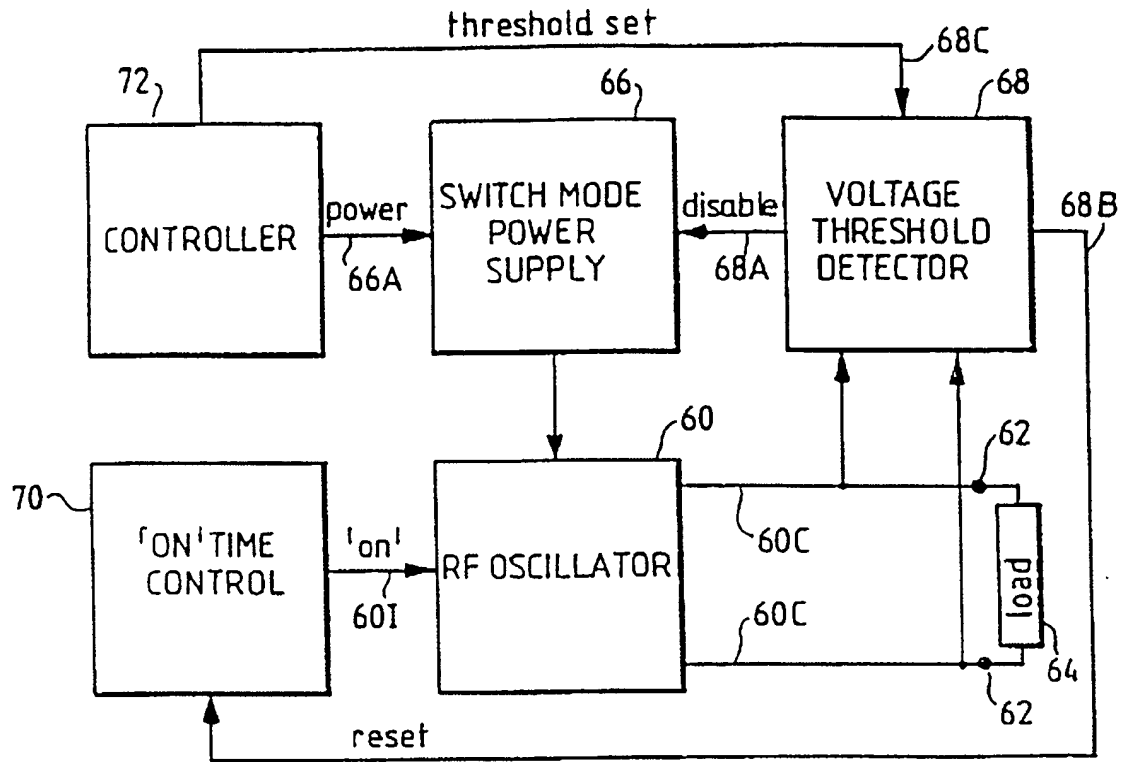 threshold set
68C
72
66
68
CONTROLLER
power
66A
SWITCH MODE
POWER
SUPPLY
disable
68A
VOLTAGE
THRESHOLD
DETECTOR
68B
60
62
70
'ON' TIME
CONTROL
'on'
60I
RF OSCILLATOR
60C
60C
load
64
62
reset